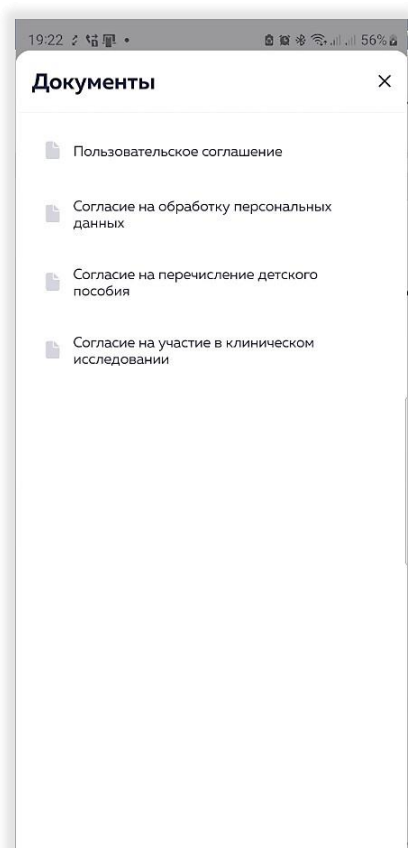 19:22
56%
Документы
Пользовательское соглашение
Согласие на обработку персональных
данных
Согласие на перечисление детского
пособия
Согласие на участие в клиническом
исследовании